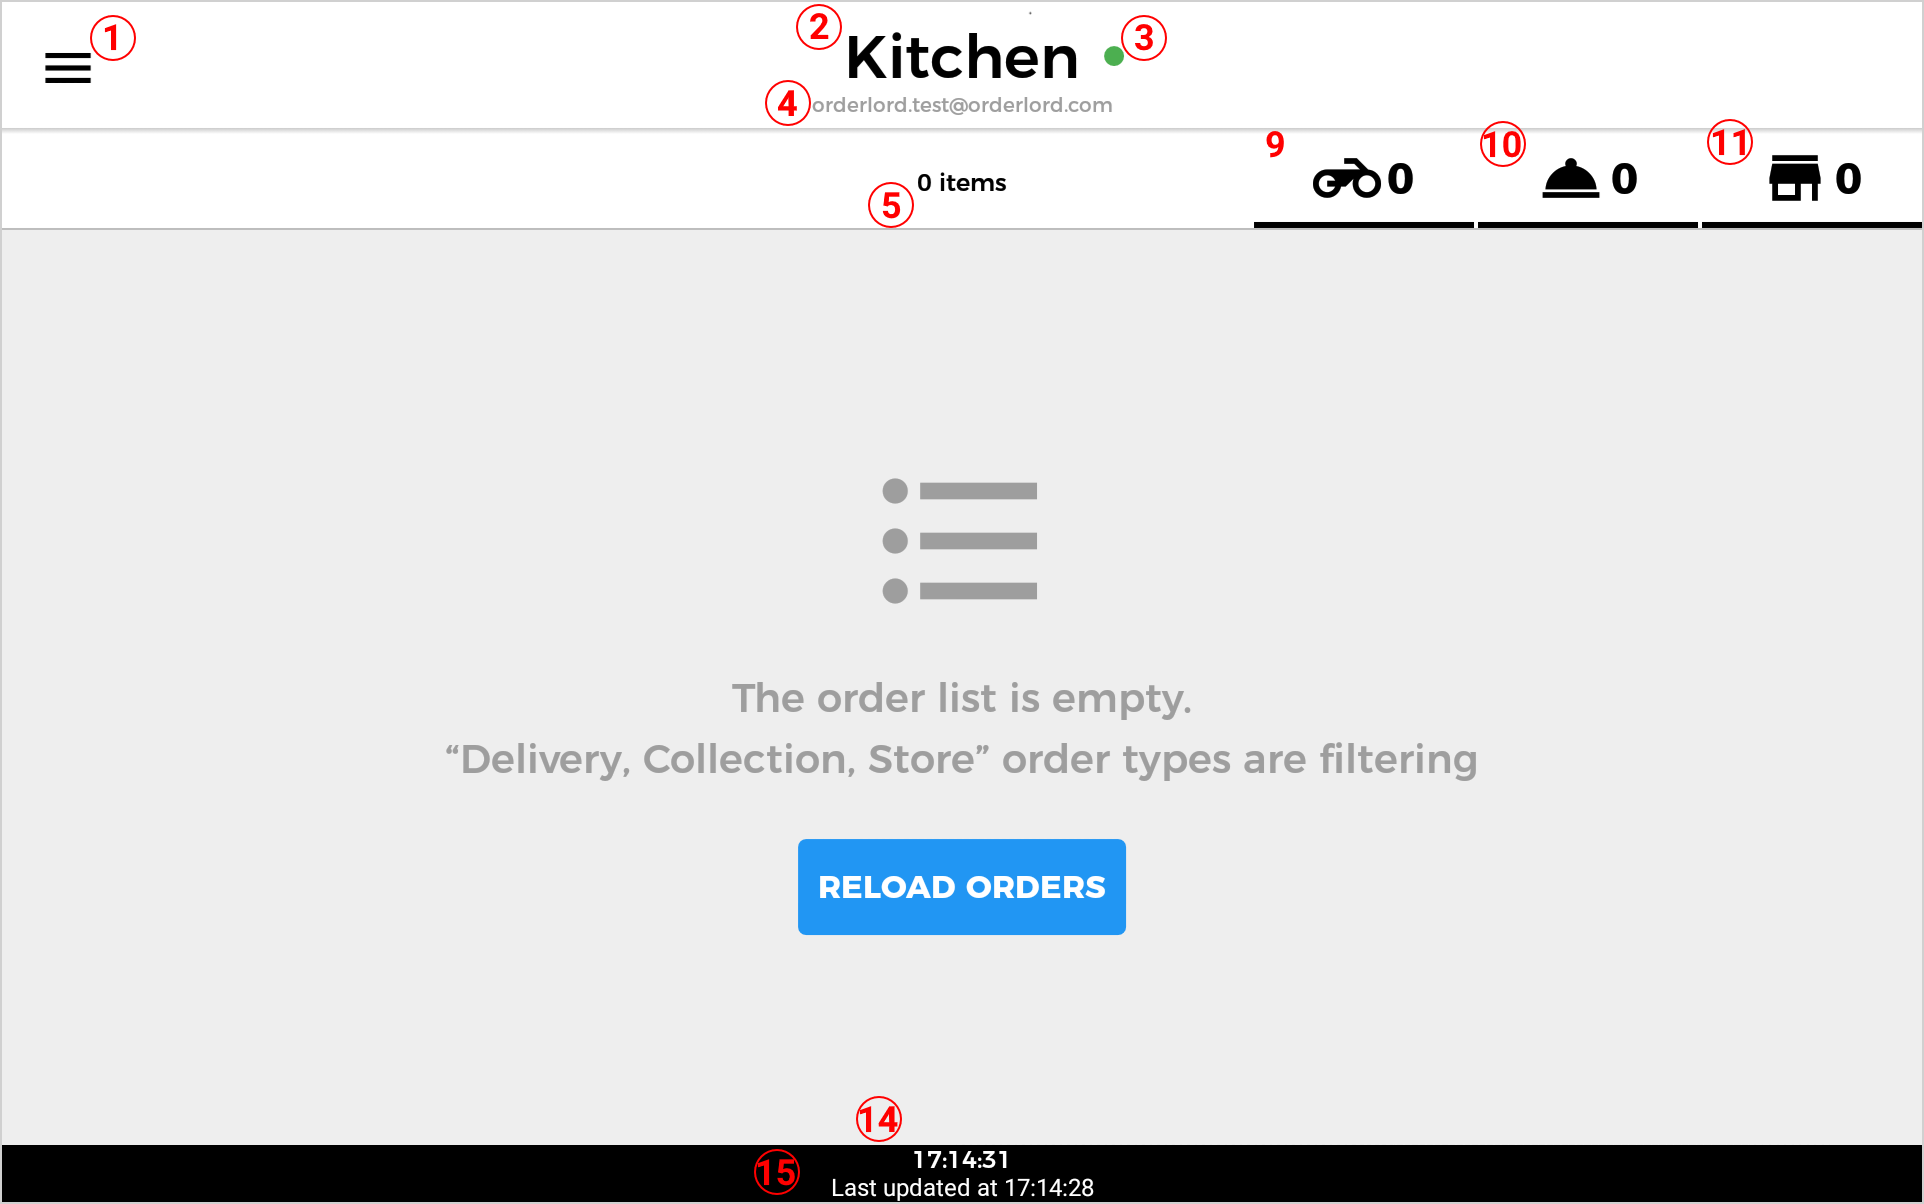 1
2
Kitchen
3
4
orderlord.test@orderlord.com
5
0 items
9
0
10
0
11
0
The order list is empty.
“Delivery, Collection, Store” order types are filtering
RELOAD ORDERS
14
17:14:31
15
Last updated at 17:14:28